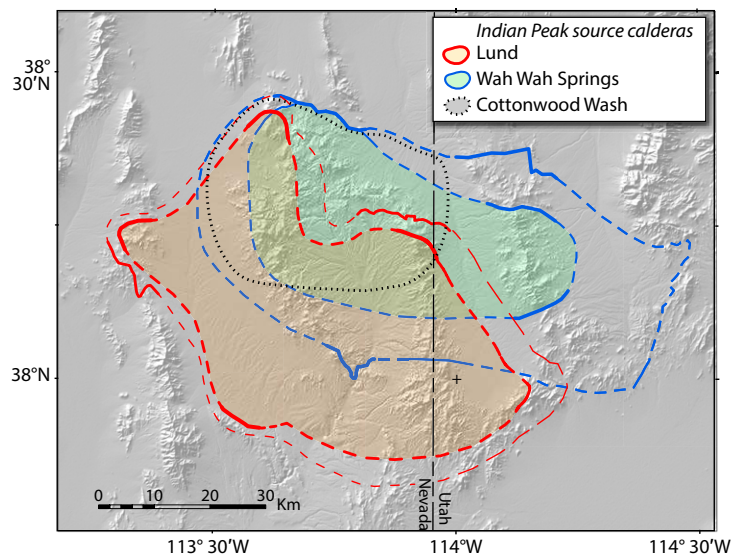 38°
30'N
Indian Peak source calderas
Lund
Wah Wah Springs
Cottonwood Wash
38°N
0 10 20 30
Km
Nevada
Utah
113° 30'W
114°W
114° 30'W